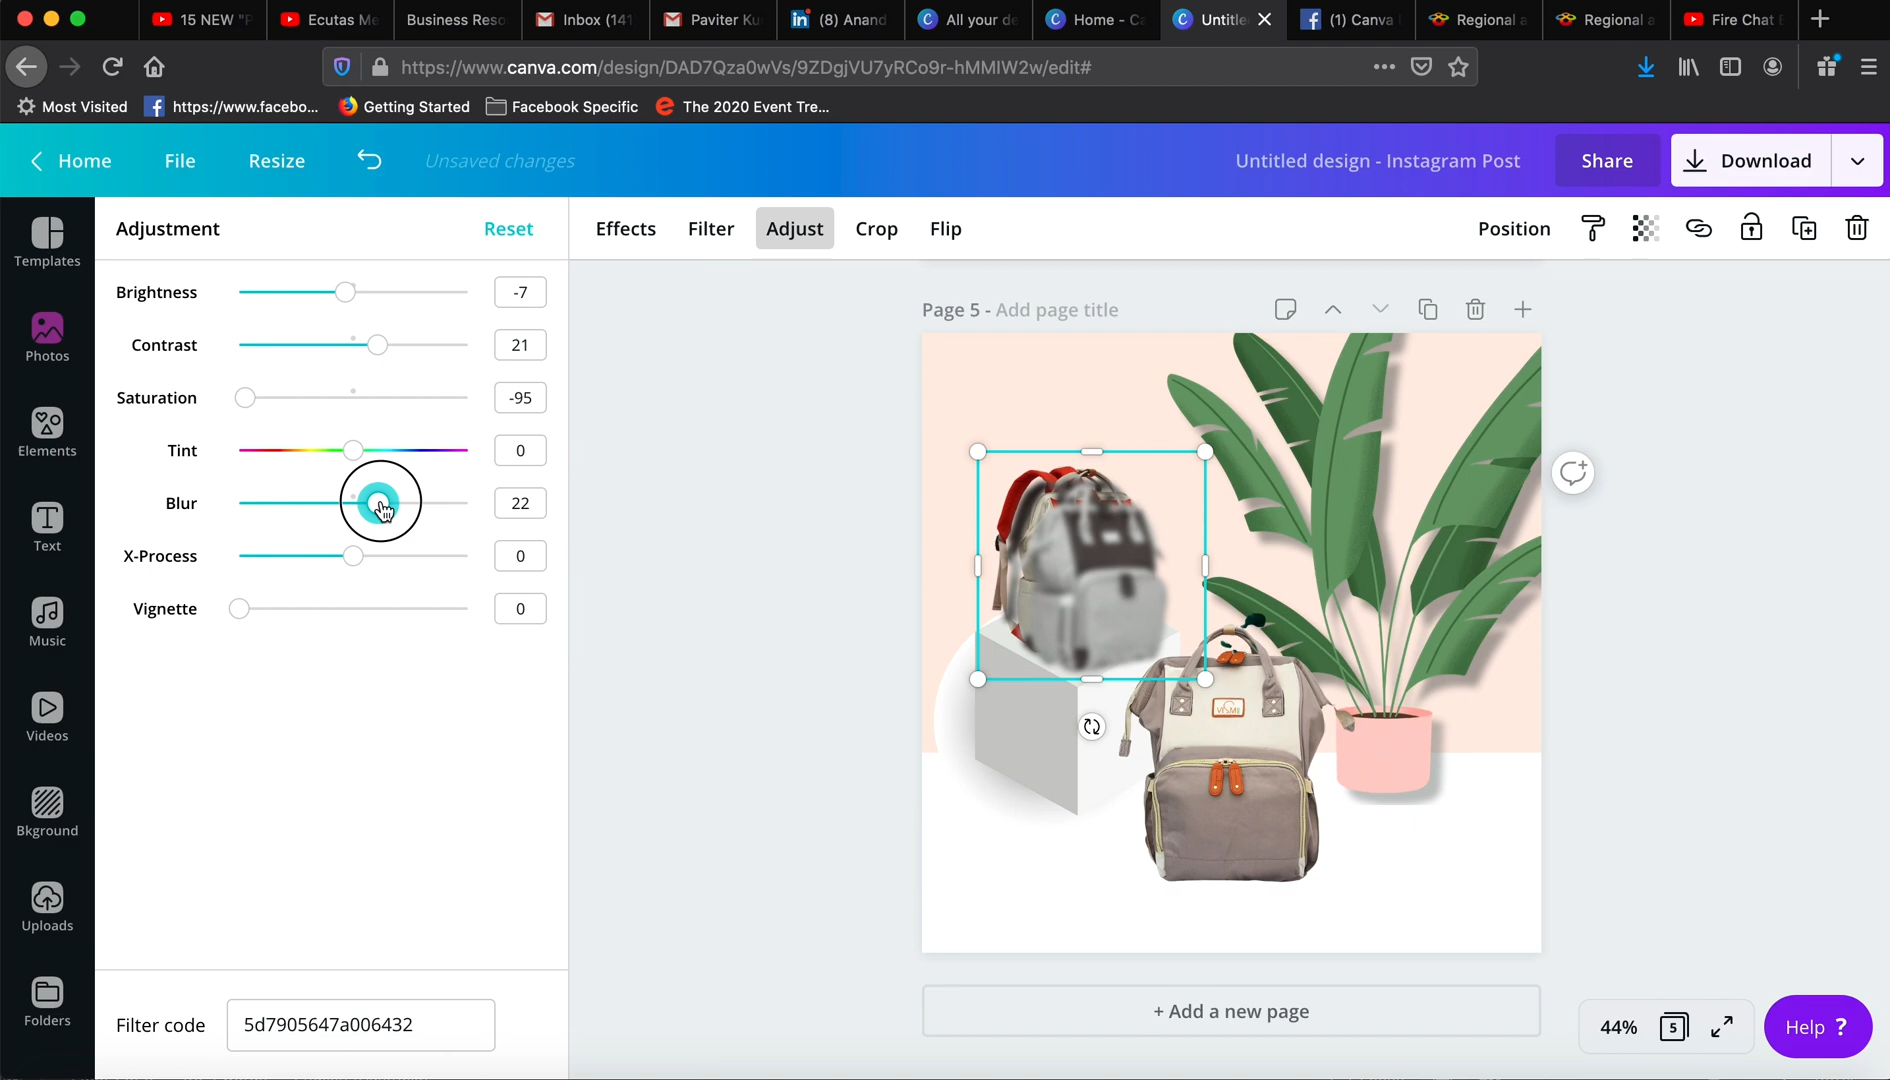 15 NEW "P
Ecutas Me
Business Reso
Inbox (141
Paviter Ku
(8) Anand
All your de
Home - Ca
Untitle
(1) Canva
Regional a
Regional a
Fire Chat E
https://www.canva.com/design/DAD7Qza0wVs/9ZDgjVU7yRCo9r-hMMIW2w/edit#
Most Visited
https://www.facebo...
Getting Started
Facebook Specific
The 2020 Event Tre...
Home
File
Resize
Unsaved changes
Untitled design - Instagram Post
Share
Download
Templates
Photos
Elements
Text
Music
Videos
Bkground
Uploads
Folders
Adjustment
Reset
Brightness -7
Contrast 21
Saturation -95
Tint 0
Blur 22
X-Process 0
Vignette 0
Filter code 5d7905647a006432
Effects
Filter
Adjust
Crop
Flip
Position
Page 5 - Add page title
+ Add a new page
44%
5
Help ?